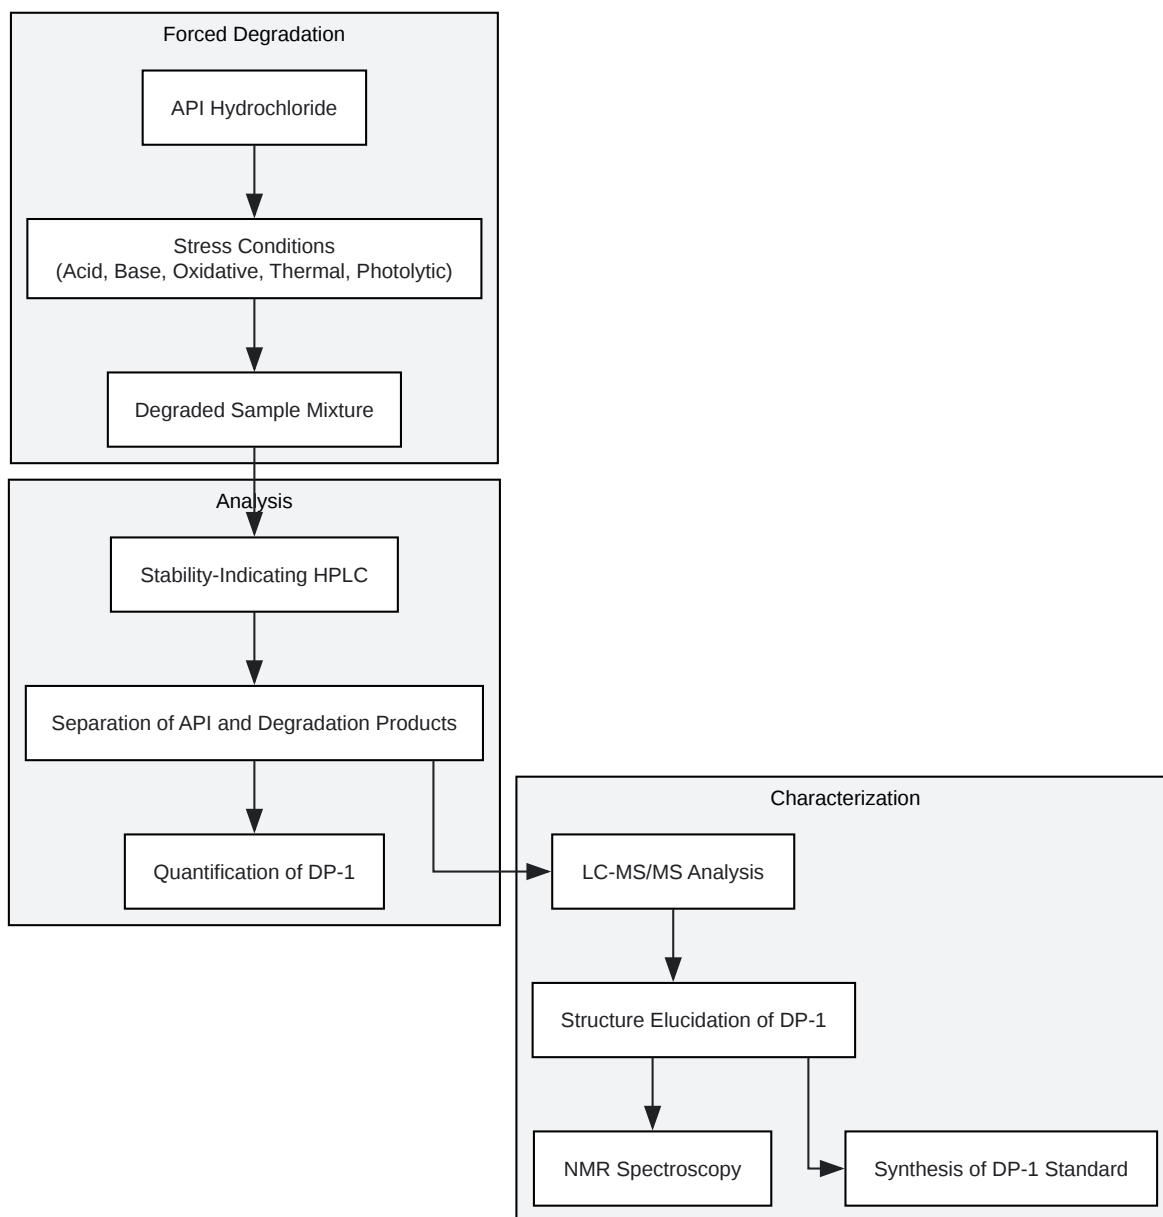 Forced Degradation
API Hydrochloride
Stress Conditions
(Acid, Base, Oxidative, Thermal, Photolytic)
Degraded Sample Mixture
Analysis
Stability-Indicating HPLC
Separation of API and Degradation Products
Quantification of DP-1
Characterization
LC-MS/MS Analysis
Structure Elucidation of DP-1
NMR Spectroscopy
Synthesis of DP-1 Standard